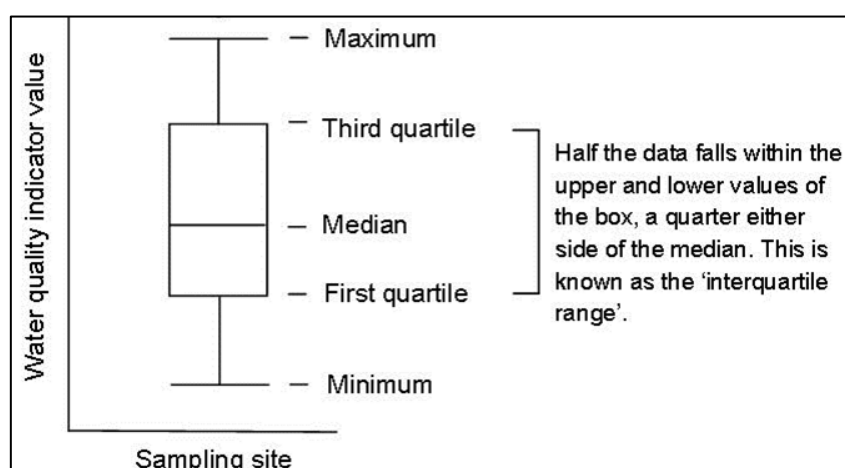 Water quality indicator value
Maximum
Third quartile
Median
First quartile
Minimum
Half the data falls within the
upper and lower values of
the box, a quarter either
side of the median. This is
known as the ‘interquartile
range’.
Sampling site